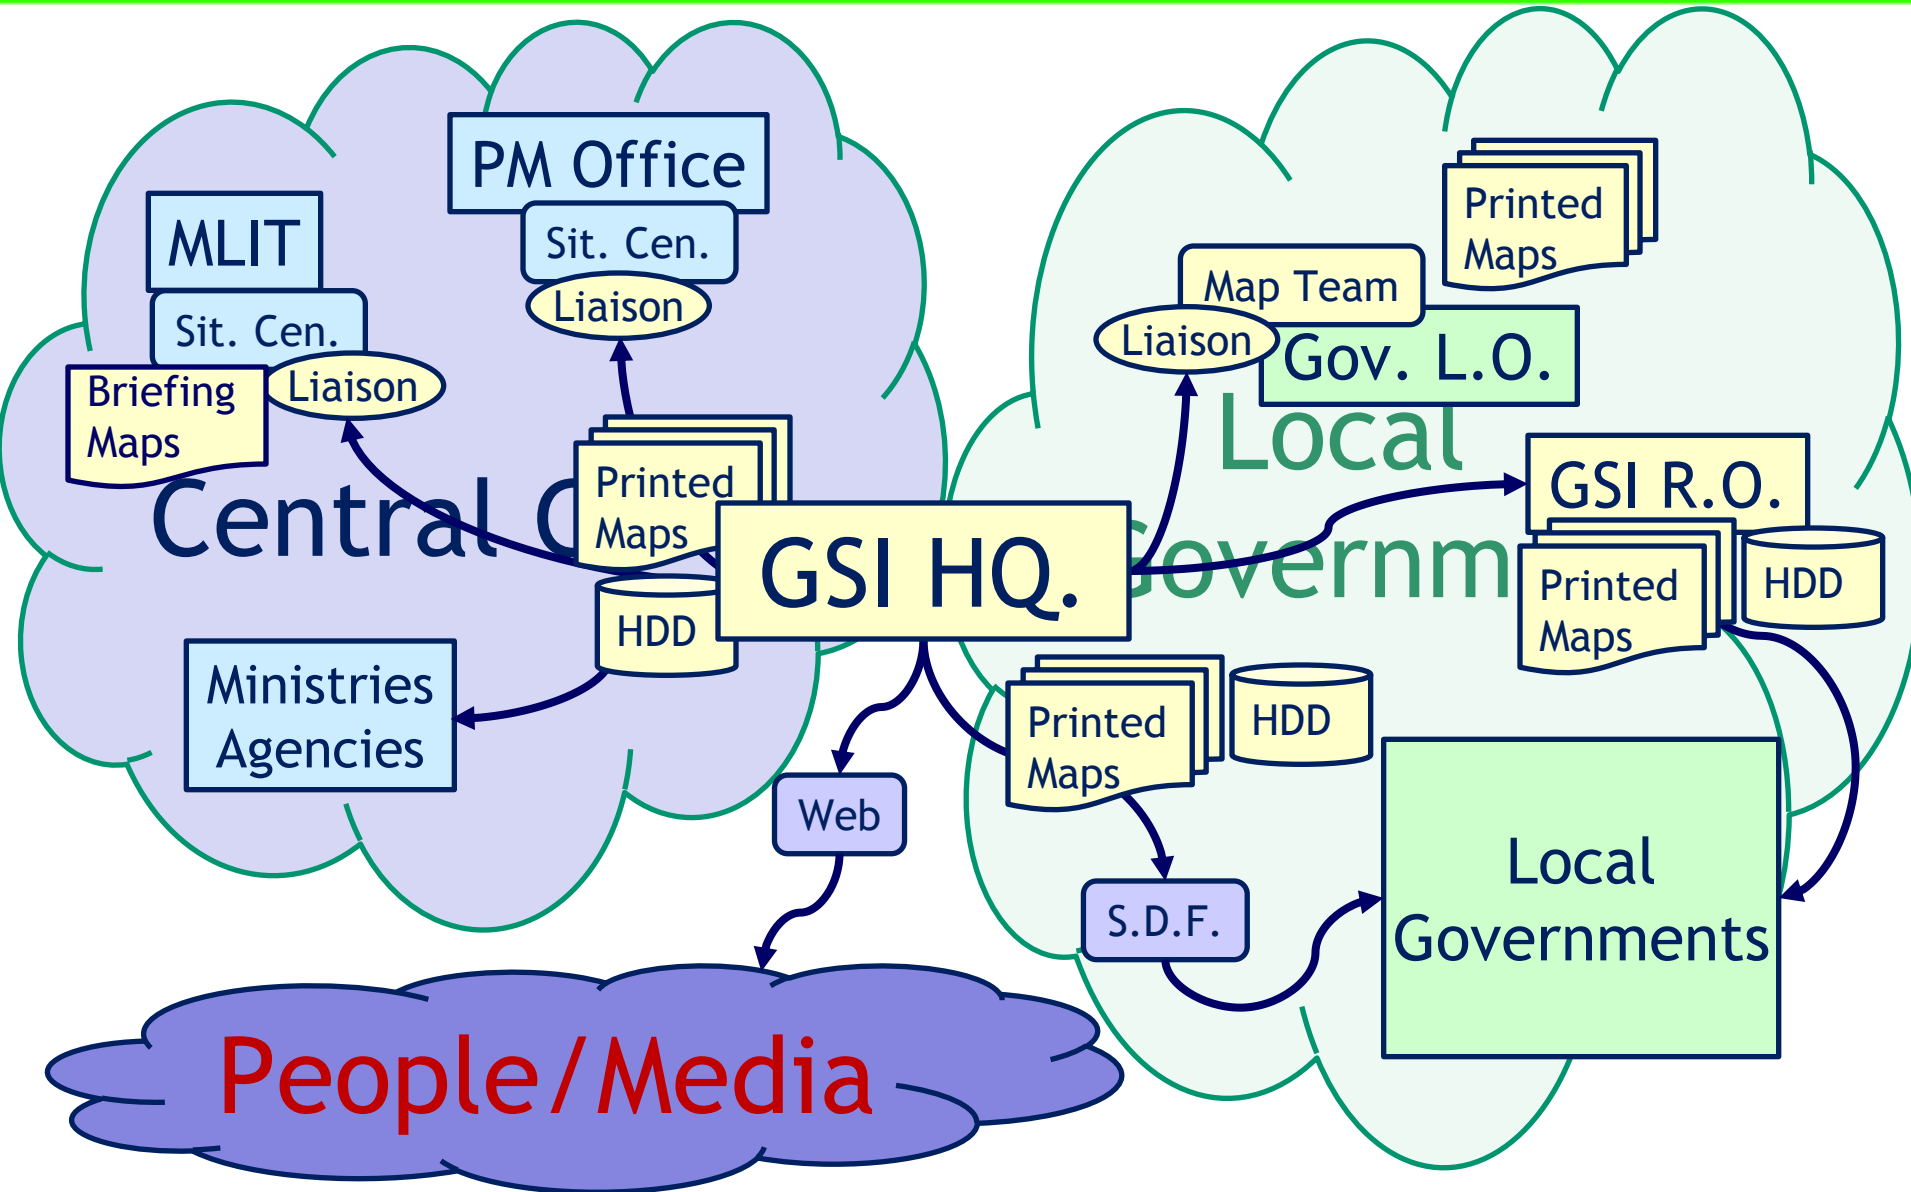 PM Office
Sit. Cen.
Liaison
MLIT
Sit. Cen.
Liaison
Briefing
Maps
Central
Printed
Maps
HDD
GSI HQ.
Ministries
Agencies
Web
People/Media
Printed
Maps
Map Team
Liaison
Gov. L.O.
Local
GSI R.O.
Printed
Maps
HDD
Printed
Maps
HDD
S.D.F.
Local
Governments